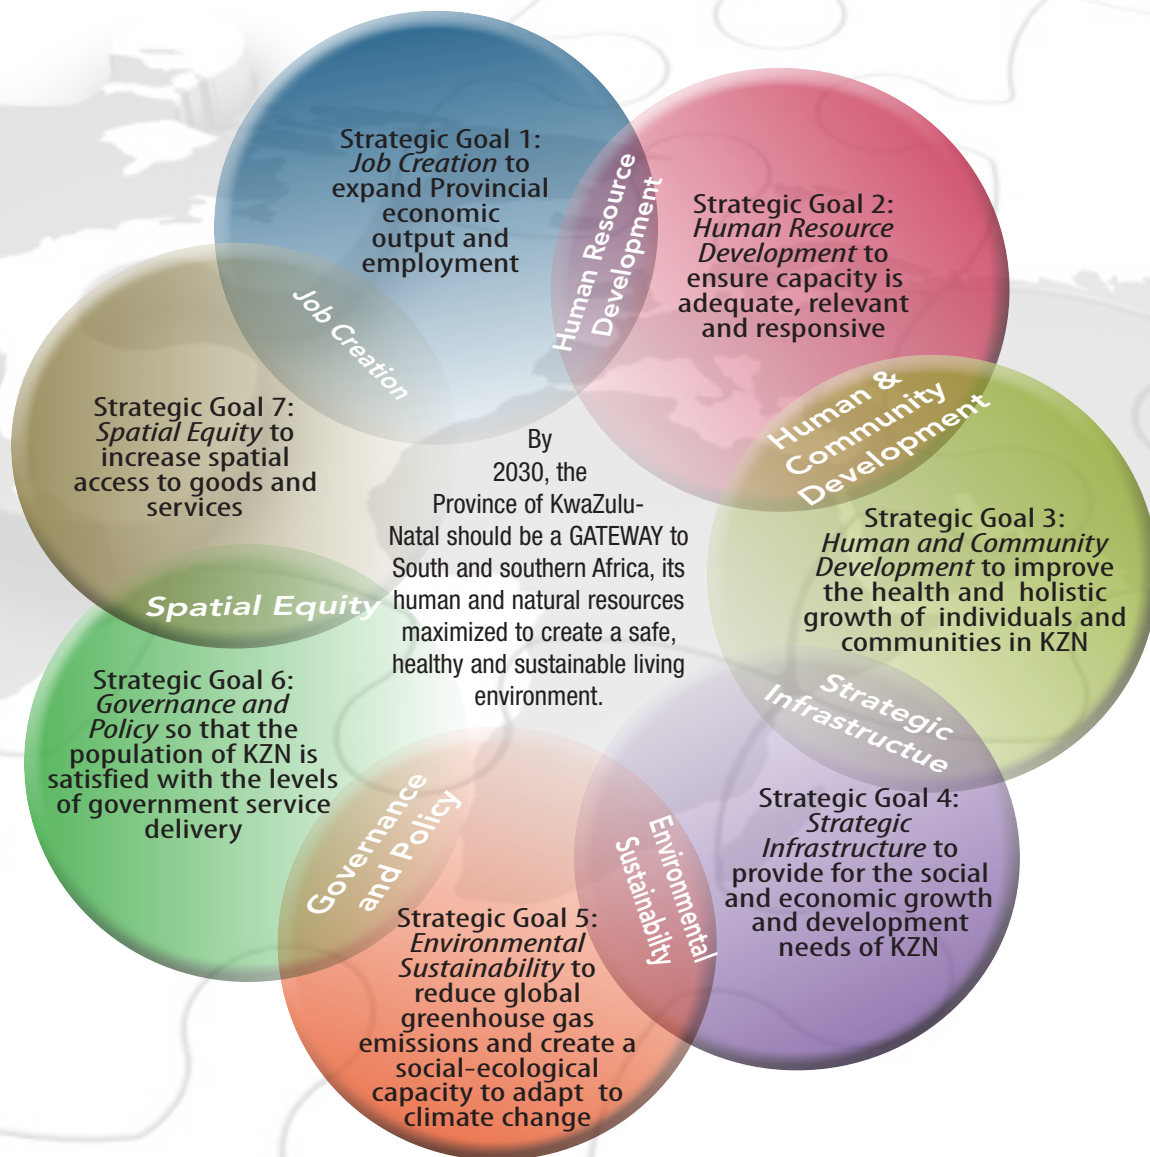 Strategic Goal 1:
Job Creation to
expand Provincial
economic
output and
employment
Human Resource
Development
Strategic Goal 2:
Human Resource
Development to
ensure capacity is
adequate, relevant
and responsive
Human &
Community
Development
Strategic Goal 3:
Human and Community
Development to improve
the health and holistic
growth of individuals and
communities in KZN
Strategic
Infrastructue
Strategic Goal 4:
Strategic
Infrastructure to
provide for the social
and economic growth
and development
needs of KZN
Environmental
Sustainabilty
Strategic Goal 5:
Environmental
Sustainability to
reduce global
greenhouse gas
emissions and create a
social-ecological
capacity to adapt to
climate change
Governance
and Policy
Strategic Goal 6:
Governance and
Policy so that the
population of KZN is
satisfied with the levels
of government service
delivery
Spatial Equity
Strategic Goal 7:
Spatial Equity to
increase spatial
access to goods and
services
Job Creation
By
2030, the
Province of KwaZulu-
Natal should be a GATEWAY to
South and southern Africa, its
human and natural resources
maximized to create a safe,
healthy and sustainable living
environment.